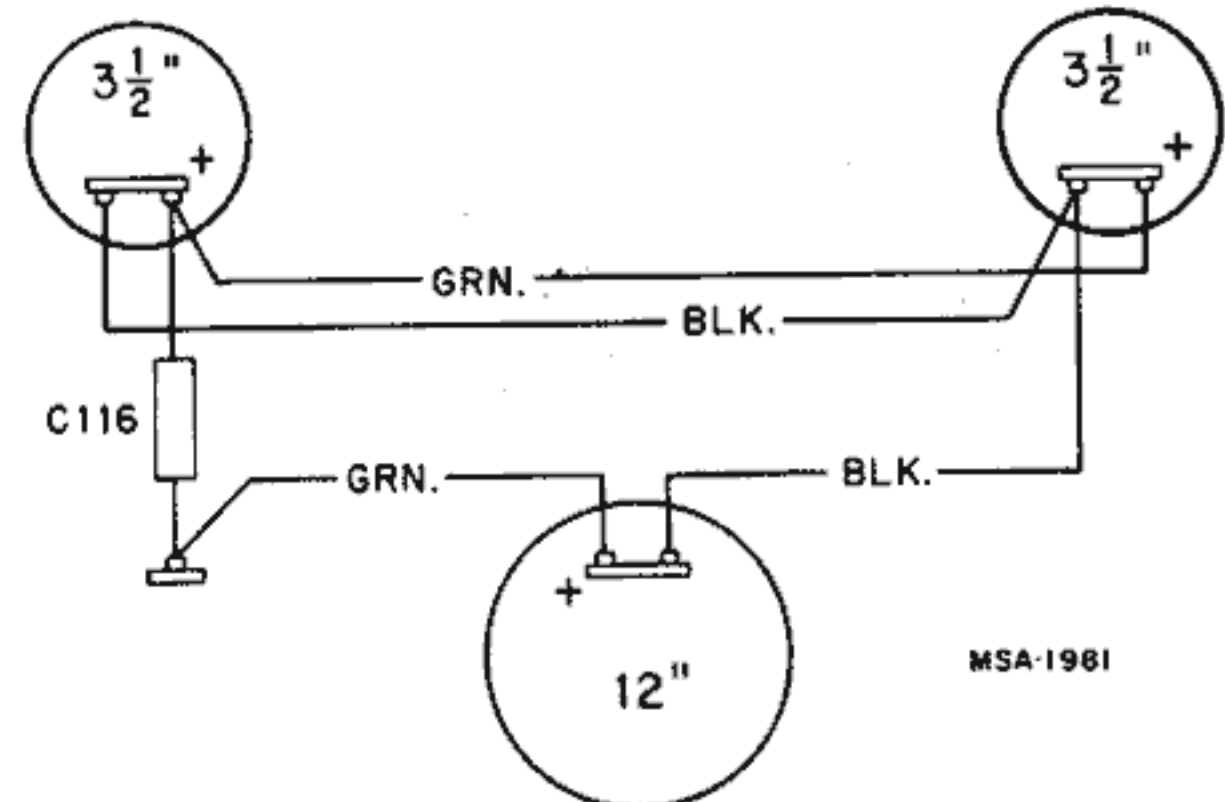 3 1/2 "
+
3 1/2 "
+
GRN.
BLK.
C116
GRN.
BLK.
+
12"
MSA-1981